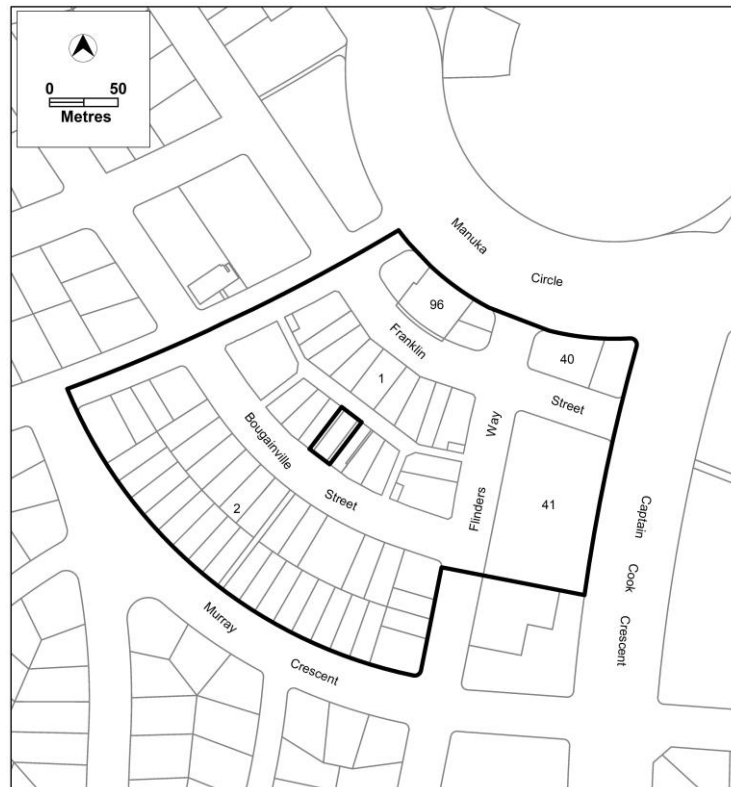 0 50
Metres
Manuka
Circle
96
Franklin
40
1
Street
Way
Bougainville
41
Street
Flinders
2
Captain
Cook
Crescent
Murray
Crescent